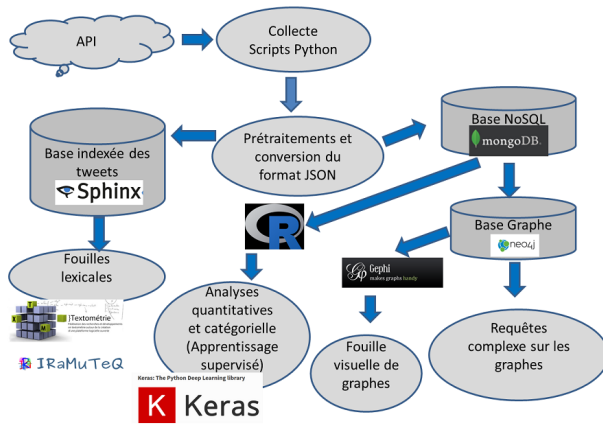 API
Collecte
Scripts Python
Base NoSQL
mongoDB
Prétraitements et
conversion du
format JSON
Base indexée des
tweets
Sphinx
R
Base Graphe
neo4j
Gephi
makes graphs handy
Fouilles
lexicales
Textométrie
IRaMuTeQ
Analyses
quantitatives
et catégorielle
(Apprentissage
supervisé)
Fouille
visuelle de
graphes
Requêtes
complexe sur les
graphes
Keras: The Python Deep Learning library
K Keras